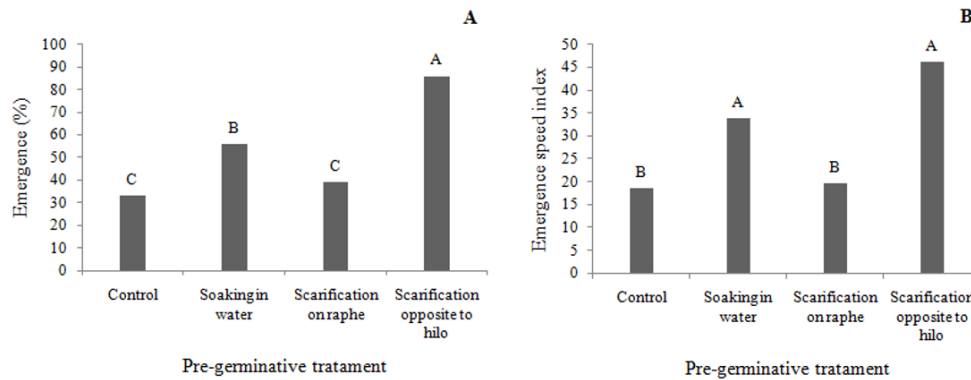 A
Emergence (%)
100
90
80
70
60
50
40
30
20
10
0
C
B
C
A
Control
Soaking in
water
Scarification
on raphe
Scarification
opposite to
hilo
Pre-germinative tratament
B
Emergence speed index
50
45
40
35
30
25
20
15
10
5
0
B
A
B
A
Control
Soaking in
water
Scarification
on raphe
Scarification
opposite to
hilo
Pre-germinative tratament